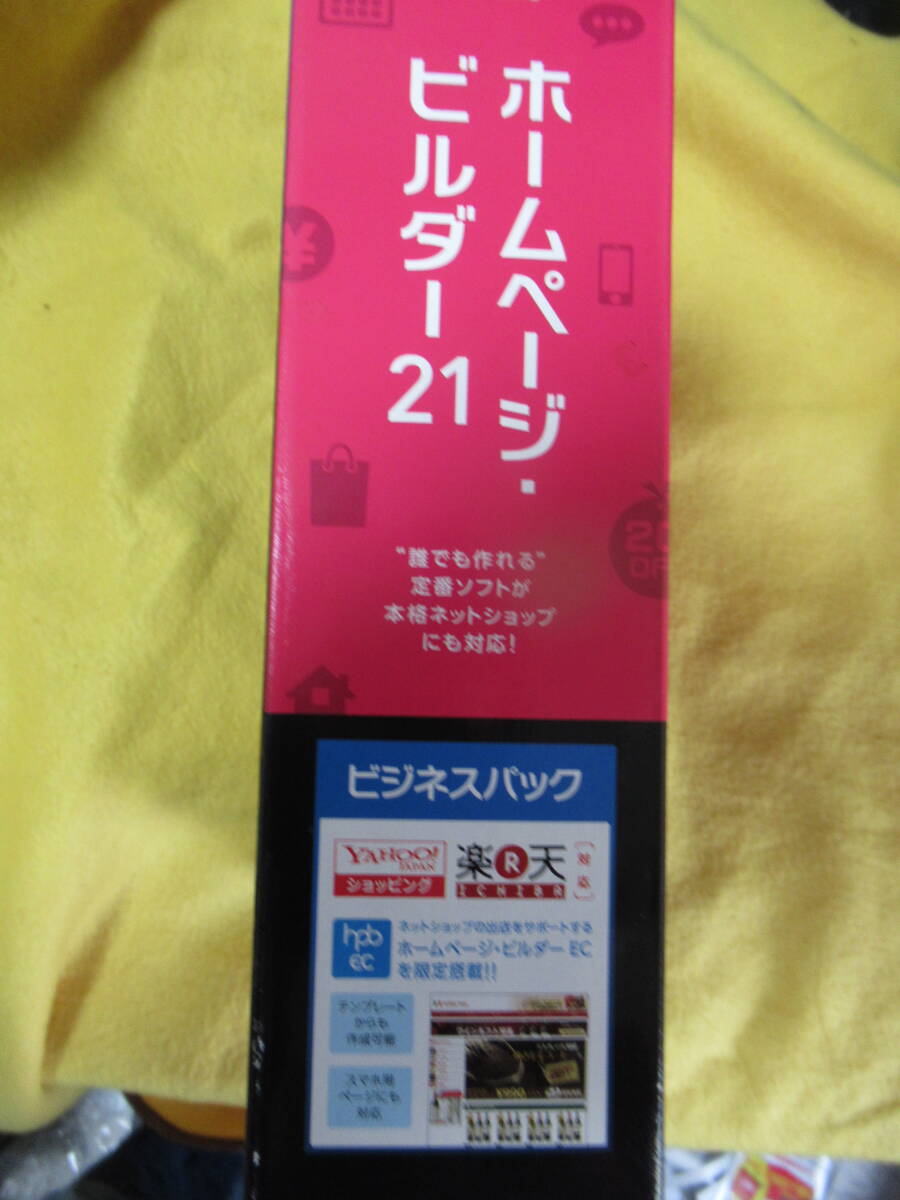 ホームページ・
ビルダー21
¥
20
OFF
“誰でも作れる”
定番ソフトが
本格ネットショップ
にも対応!
ビジネスパック
YAHOO!
JAPAN
ショッピング
楽R天
ICHIBA
[対応]
hpb
EC
ネットショップの出店をサポートする
ホームページ・ビルダー EC
を限定搭載!!
テンプレート
からも
作成可能
スマホ用
ページにも
対応